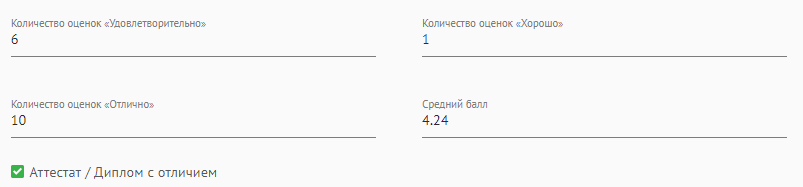 Количество оценок «Удовлетворительно»
6
Количество оценок «Хорошо»
1
Количество оценок «Отлично»
10
Средний балл
4.24
Аттестат / Диплом с отличием